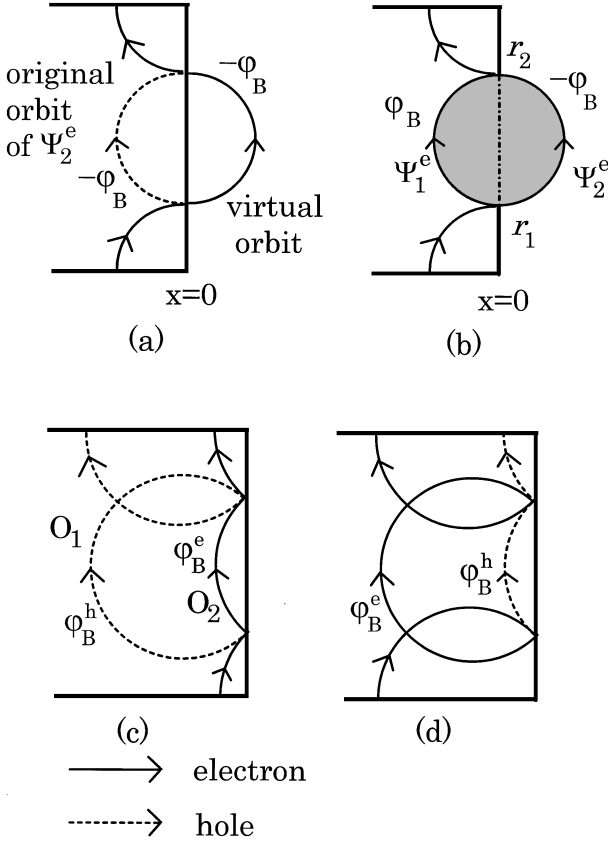 −φ_B
original
orbit
of Ψ₂ᵉ
−φ_B
virtual
orbit
x=0
(a)
r₂
−φ_B
φ_B
Ψ₁ᵉ
Ψ₂ᵉ
r₁
x=0
(b)
O₁
φ_Bᵉ
O₂
φ_Bʰ
(c)
φ_Bʰ
φ_Bᵉ
(d)
electron
hole